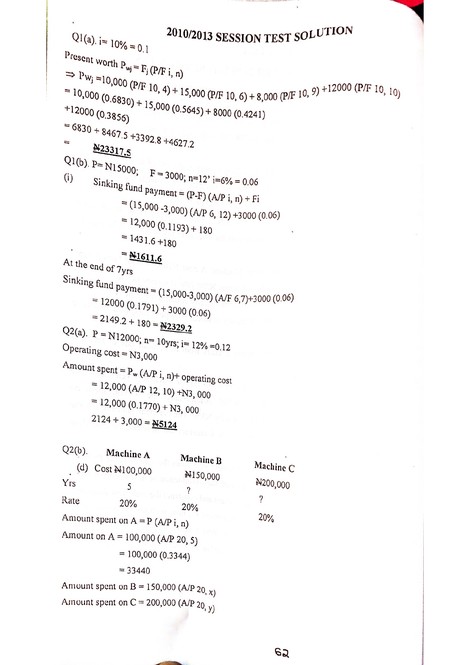 2010/2013 SESSION TEST SOLUTION
Q1(a). i= 10% = 0.1
Present worth Pwj = Fj (P/F i, n)
⇒ Pwj =10,000 (P/F 10, 4) + 15,000 (P/F 10, 6) + 8,000 (P/F 10, 9) +12000 (P/F 10, 10)
= 10,000 (0.6830) + 15,000 (0.5645) + 8000 (0.4241)
+12000 (0.3856)
= 6830 + 8467.5 +3392.8 +4627.2
= ₦23317.5
Q1(b). P= N15000; F = 3000; n=12' i=6% = 0.06
(i) Sinking fund payment = (P-F) (A/P i, n) + Fi
= (15,000 -3,000) (A/P 6, 12) +3000 (0.06)
= 12,000 (0.1193) + 180
= 1431.6 +180
= ₦1611.6
At the end of 7yrs
Sinking fund payment = (15,000-3,000) (A/F 6,7)+3000 (0.06)
= 12000 (0.1791) + 3000 (0.06)
= 2149.2 + 180 = ₦2329.2
Q2(a). P = N12000; n= 10yrs; i= 12% =0.12
Operating cost = N3,000
Amount spent = Pw (A/P i, n)+ operating cost
= 12,000 (A/P 12, 10) +N3, 000
= 12,000 (0.1770) + N3, 000
2124 + 3,000 = ₦5124
Q2(b). Machine A Machine B Machine C
(d) Cost ₦100,000 ₦150,000 ₦200,000
Yrs 5 ? ?
Rate 20% 20% 20%
Amount spent on A = P (A/P i, n)
Amount on A = 100,000 (A/P 20, 5)
= 100,000 (0.3344)
= 33440
Amount spent on B = 150,000 (A/P 20, x)
Amount spent on C = 200,000 (A/P 20, y)
62